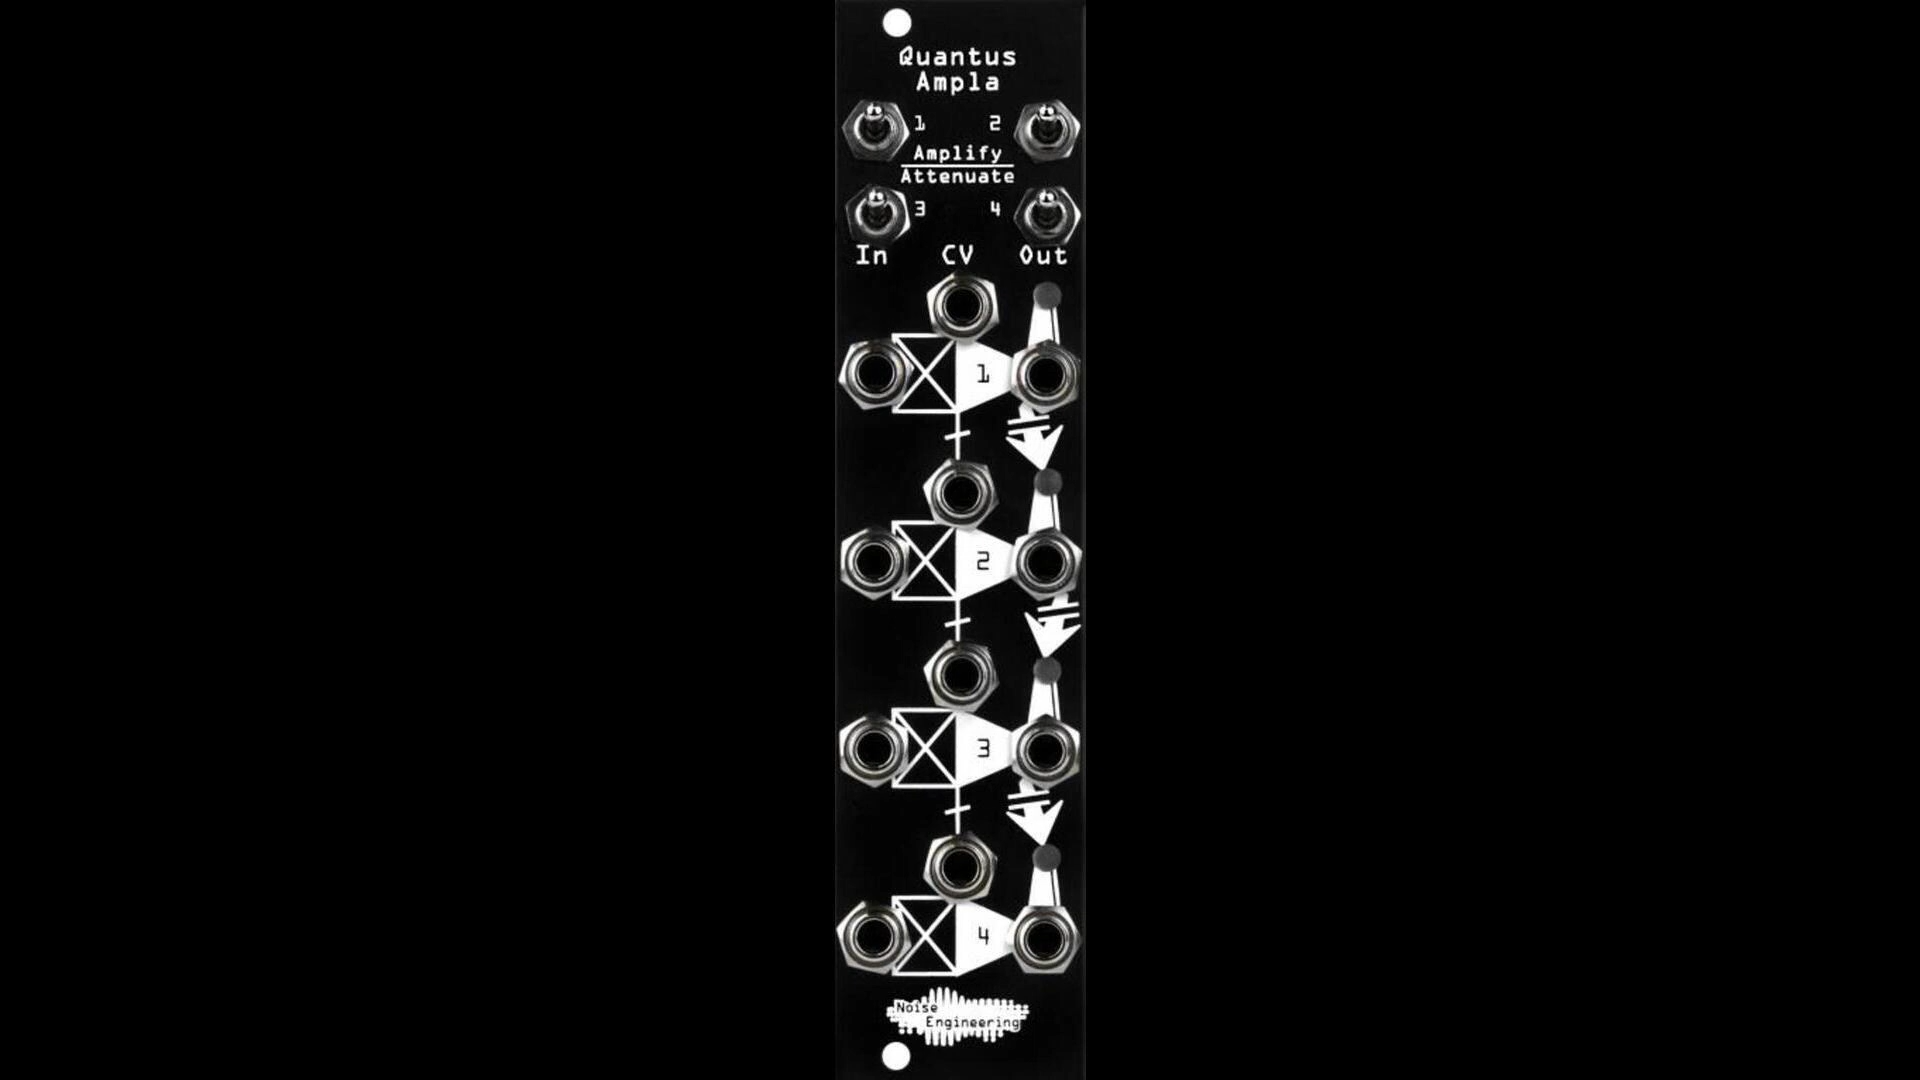 Quantus
Ampla
1 2
Amplify
Attenuate
3 4
In CV Out
1
2
3
4
Noise
Engineering